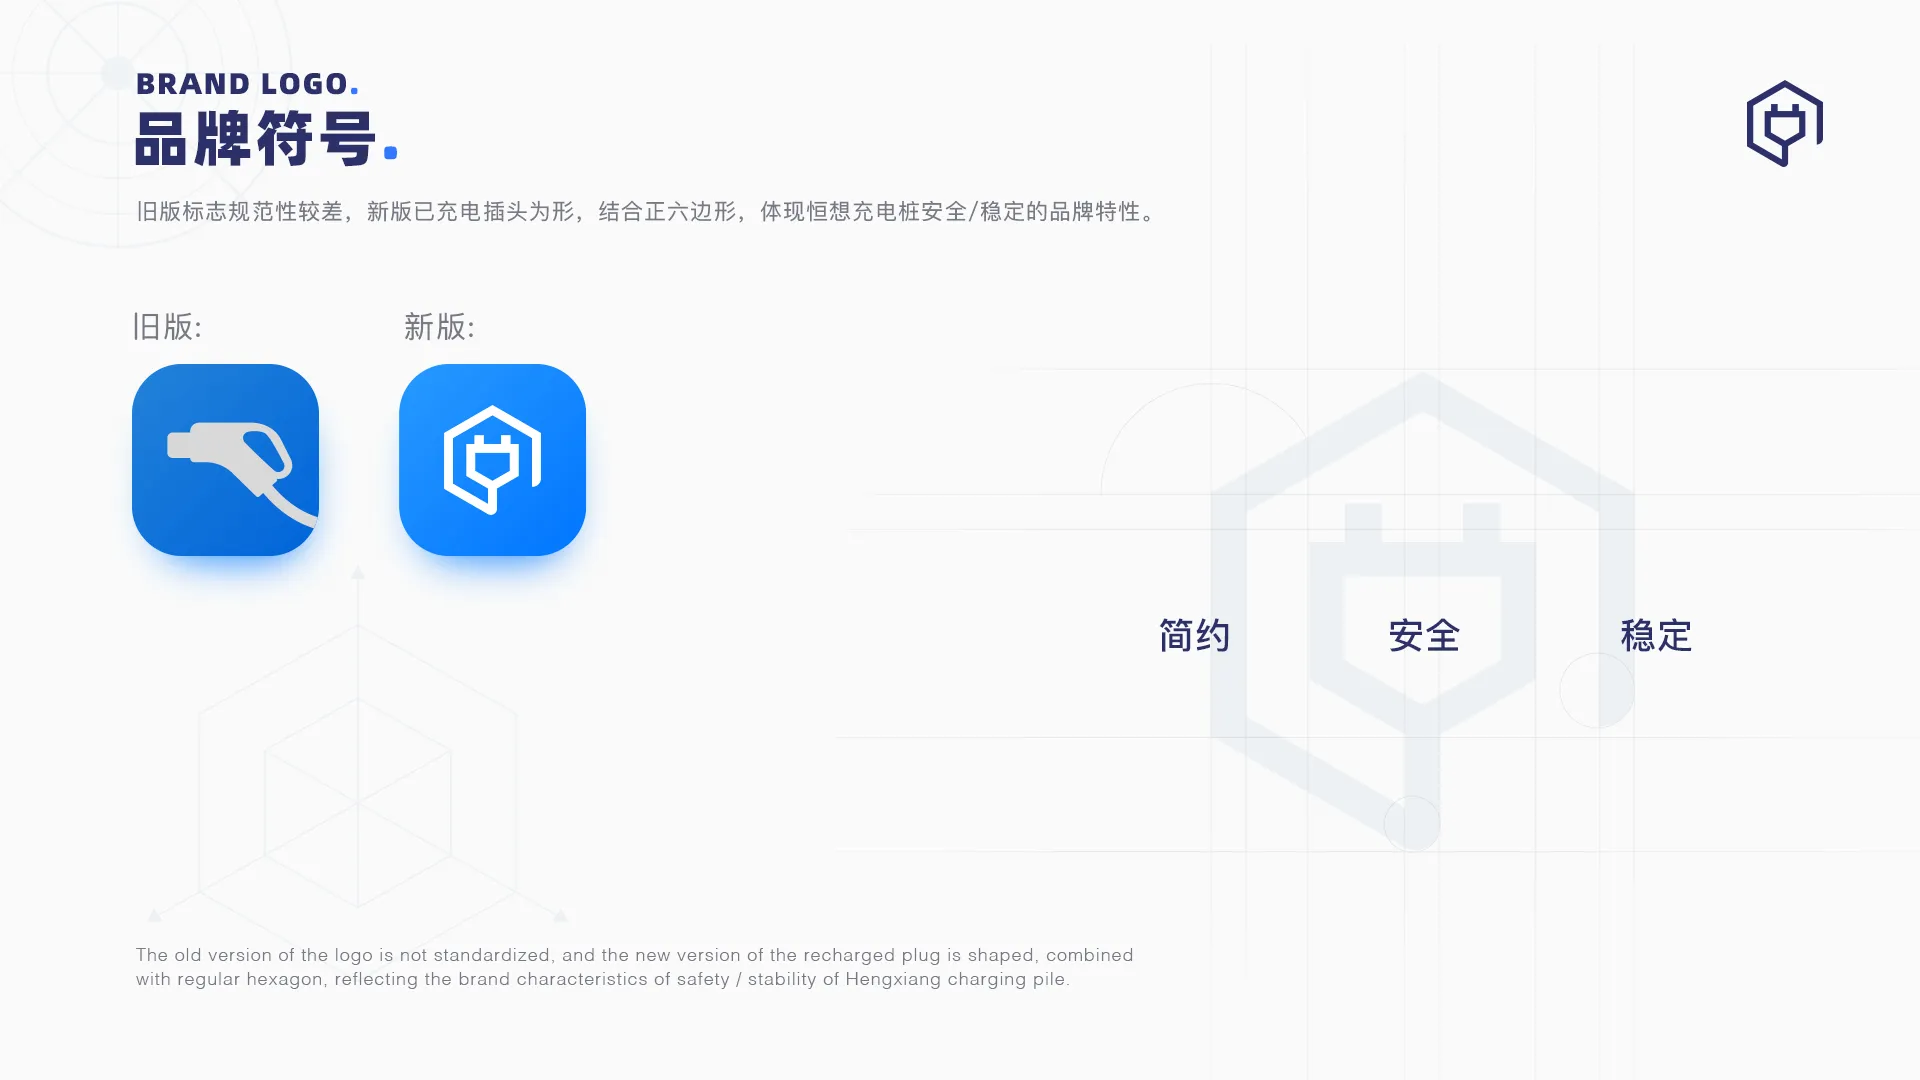 BRAND LOGO.
品牌符号.
旧版标志规范性较差，新版已充电插头为形，结合正六边形，体现恒想充电桩安全/稳定的品牌特性。
旧版:
新版:
简约
安全
稳定
The old version of the logo is not standardized, and the new version of the recharged plug is shaped, combined
with regular hexagon, reflecting the brand characteristics of safety / stability of Hengxiang charging pile.